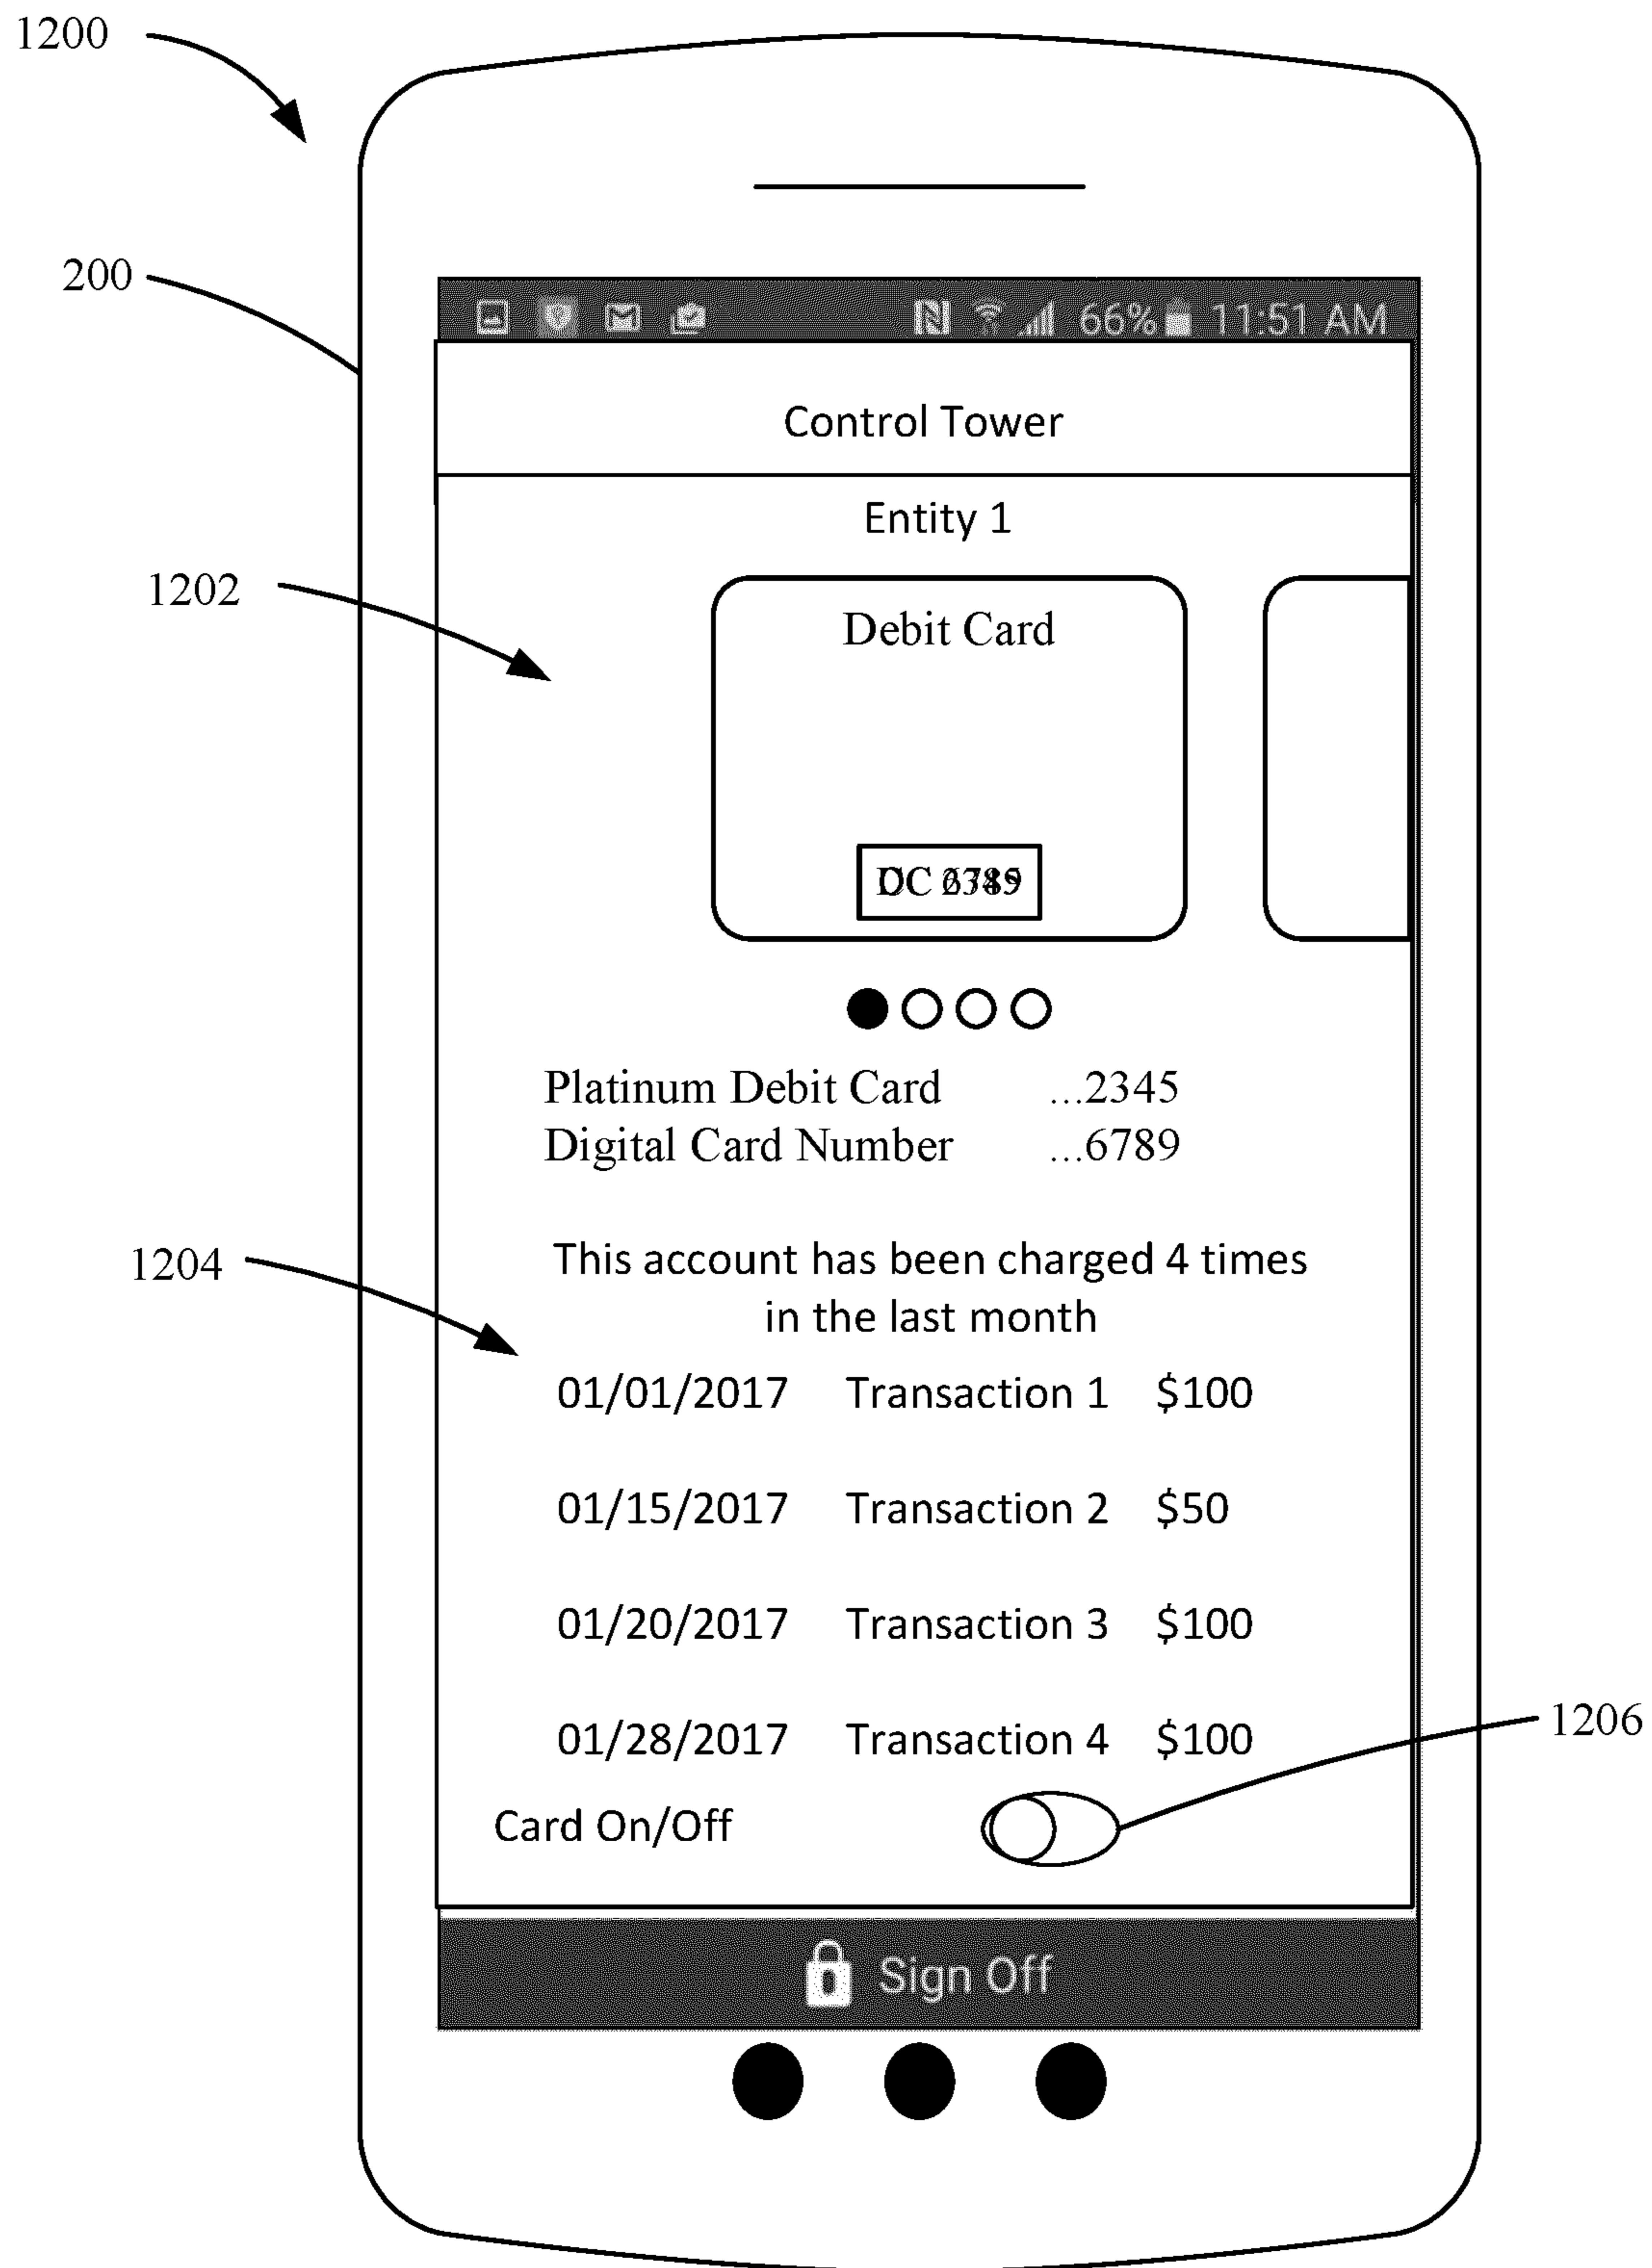 1200
200
66% 11:51 AM
Control Tower
Entity 1
1202
Debit Card
DC
Platinum Debit Card ...2345
Digital Card Number ...6789
1204
This account has been charged 4 times
in the last month
01/01/2017 Transaction 1 $100
01/15/2017 Transaction 2 $50
01/20/2017 Transaction 3 $100
01/28/2017 Transaction 4 $100
1206
Card On/Off
Sign Off